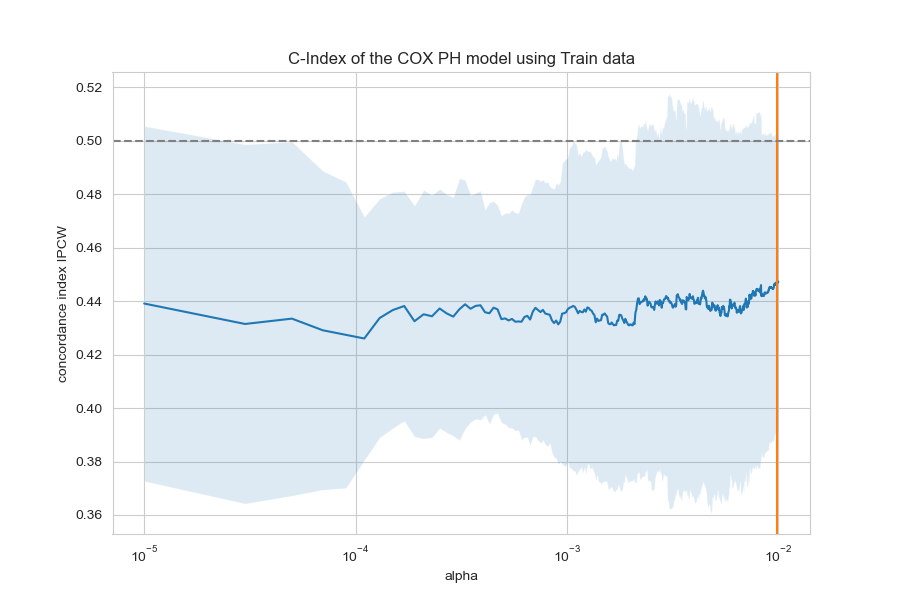 C-Index of the COX PH model using Train data
concordance index IPCW
0.52
0.50
0.48
0.46
0.44
0.42
0.40
0.38
0.36
10⁻⁵ 10⁻⁴ 10⁻³ 10⁻²
alpha